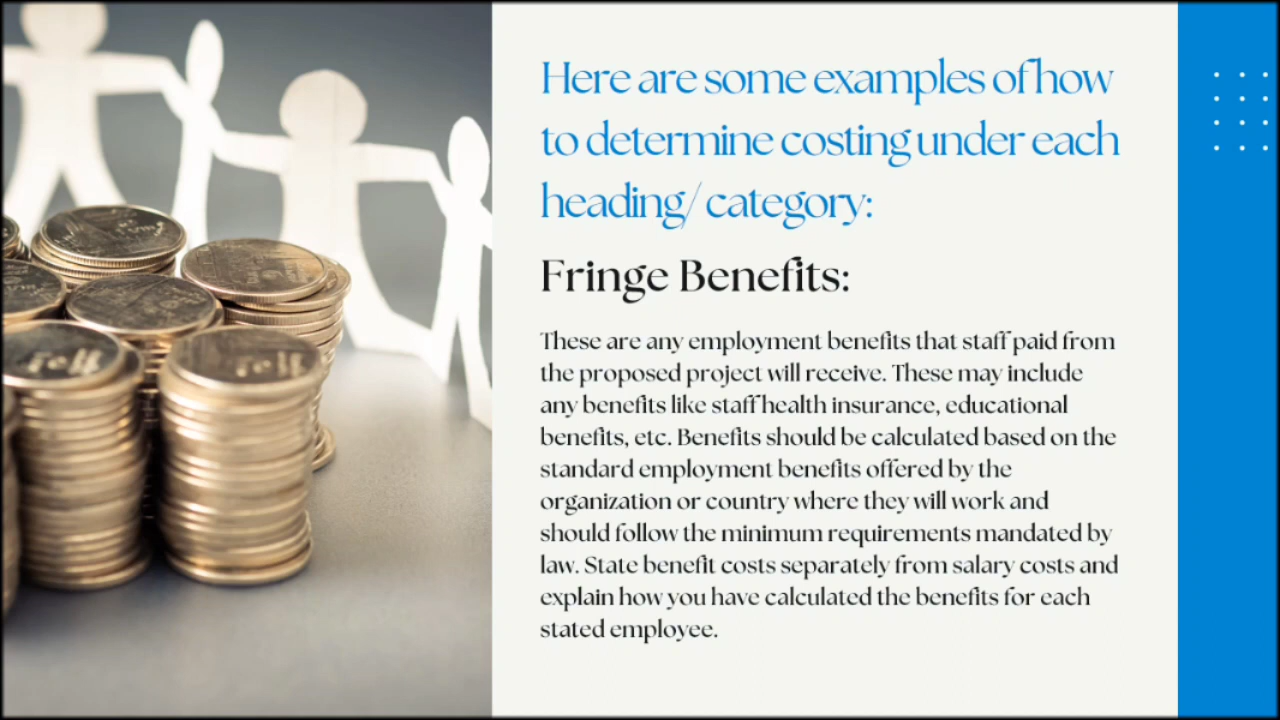 Here are some examples of how
to determine costing under each
heading/ category:
Fringe Benefits:
These are any employment benefits that staff paid from
the proposed project will receive. These may include
any benefits like staff health insurance, educational
benefits, etc. Benefits should be calculated based on the
standard employment benefits offered by the
organization or country where they will work and
should follow the minimum requirements mandated by
law. State benefit costs separately from salary costs and
explain how you have calculated the benefits for each
stated employee.